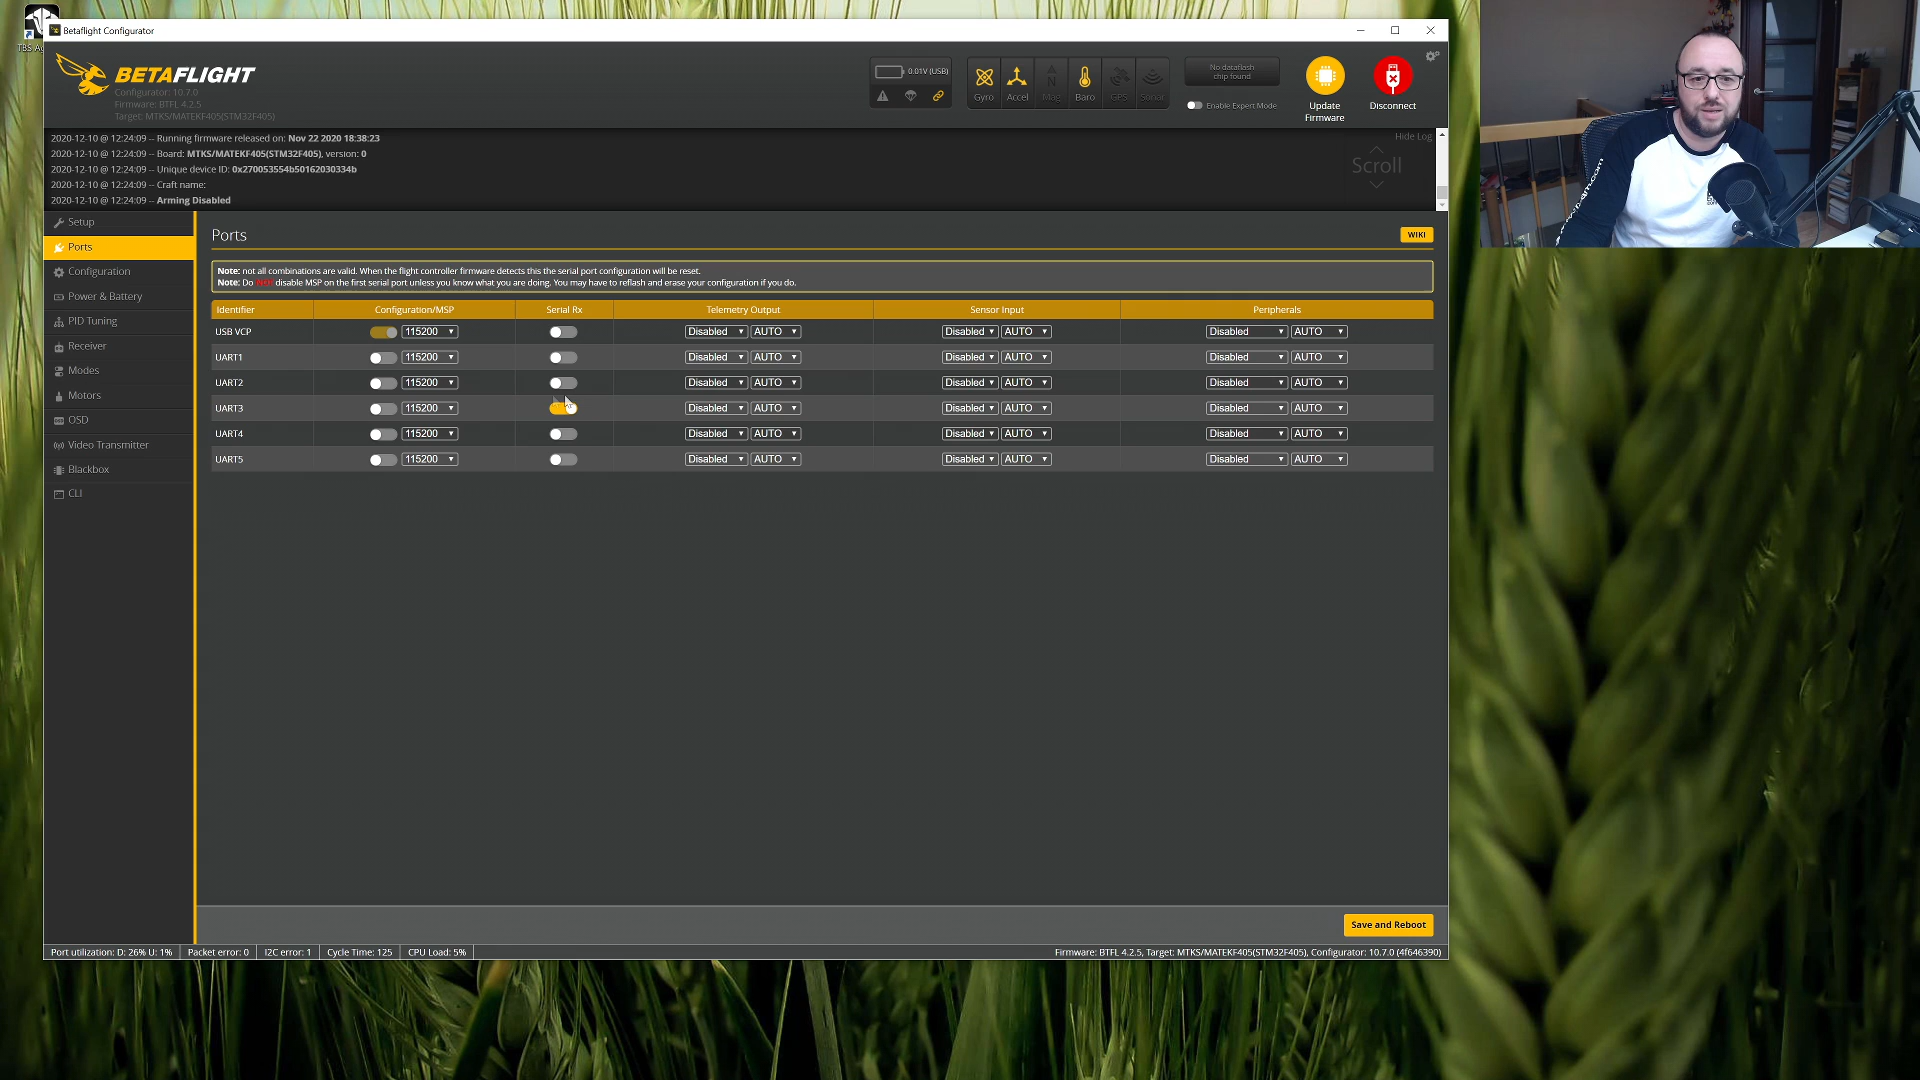 TBS A
Betaflight Configurator
BETAFLIGHT
Configurator: 10.7.0
Firmware: BTFL 4.2.5
Target: MTKS/MATEKF405(STM32F405)
0.01V (USB)
Gyro Accel Mag Baro GPS Sonar
No dataflash
chip found
Enable Expert Mode
Update
Firmware
Disconnect
2020-12-10 @ 12:24:09 -- Running firmware released on: Nov 22 2020 18:38:23
2020-12-10 @ 12:24:09 -- Board: MTKS/MATEKF405(STM32F405), version: 0
2020-12-10 @ 12:24:09 -- Unique device ID: 0x270053554b50162030334b
2020-12-10 @ 12:24:09 -- Craft name:
2020-12-10 @ 12:24:09 -- Arming Disabled
Hide Log
Scroll
Setup
Ports
Configuration
Power & Battery
PID Tuning
Receiver
Modes
Motors
OSD
Video Transmitter
Blackbox
CLI
Ports
WIKI
Note: not all combinations are valid. When the flight controller firmware detects this the serial port configuration will be reset.
Note: Do NOT disable MSP on the first serial port unless you know what you are doing. You may have to reflash and erase your configuration if you do.
Identifier Configuration/MSP Serial Rx Telemetry Output Sensor Input Peripherals
USB VCP 115200 Disabled AUTO Disabled AUTO Disabled AUTO
UART1 115200 Disabled AUTO Disabled AUTO Disabled AUTO
UART2 115200 Disabled AUTO Disabled AUTO Disabled AUTO
UART3 115200 Disabled AUTO Disabled AUTO Disabled AUTO
UART4 115200 Disabled AUTO Disabled AUTO Disabled AUTO
UART5 115200 Disabled AUTO Disabled AUTO Disabled AUTO
Save and Reboot
Port utilization: D: 26% U: 1% Packet error: 0 I2C error: 1 Cycle Time: 125 CPU Load: 5%
Firmware: BTFL 4.2.5, Target: MTKS/MATEKF405(STM32F405), Configurator: 10.7.0 (4f646390)